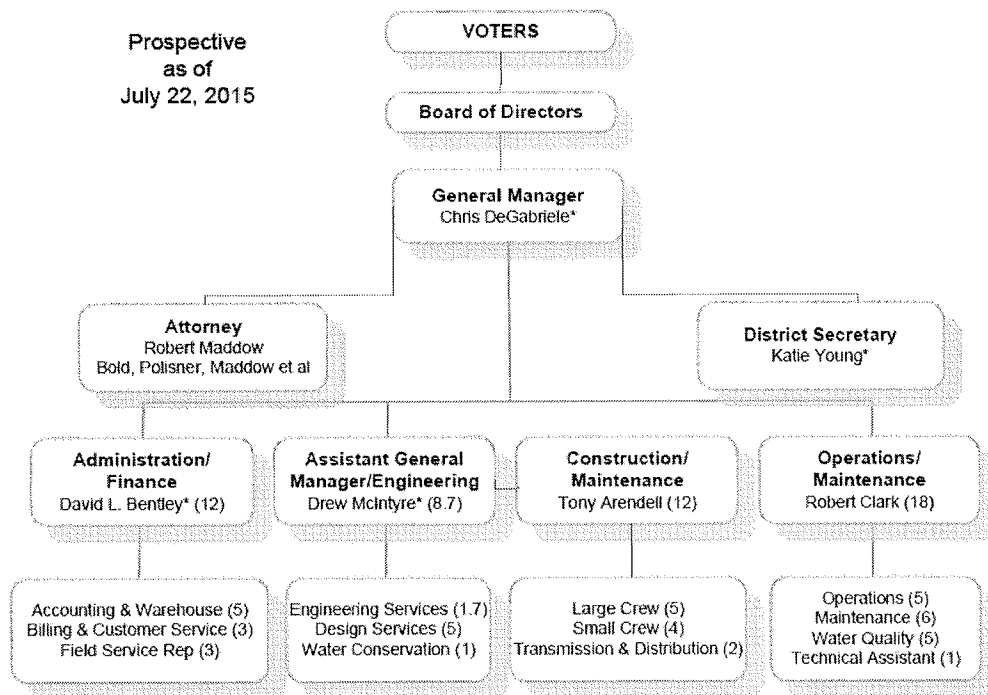 Prospective
as of
July 22, 2015
VOTERS
Board of Directors
General Manager
Chris DeGabriele*
Attorney
Robert Maddow
Bold, Polisner, Maddow et al
District Secretary
Katie Young*
Administration/
Finance
David L. Bentley* (12)
Assistant General
Manager/Engineering
Drew McIntyre* (8.7)
Construction/
Maintenance
Tony Arendell (12)
Operations/
Maintenance
Robert Clark (18)
Accounting & Warehouse (5)
Billing & Customer Service (3)
Field Service Rep (3)
Engineering Services (1.7)
Design Services (5)
Water Conservation (1)
Large Crew (5)
Small Crew (4)
Transmission & Distribution (2)
Operations (5)
Maintenance (6)
Water Quality (5)
Technical Assistant (1)